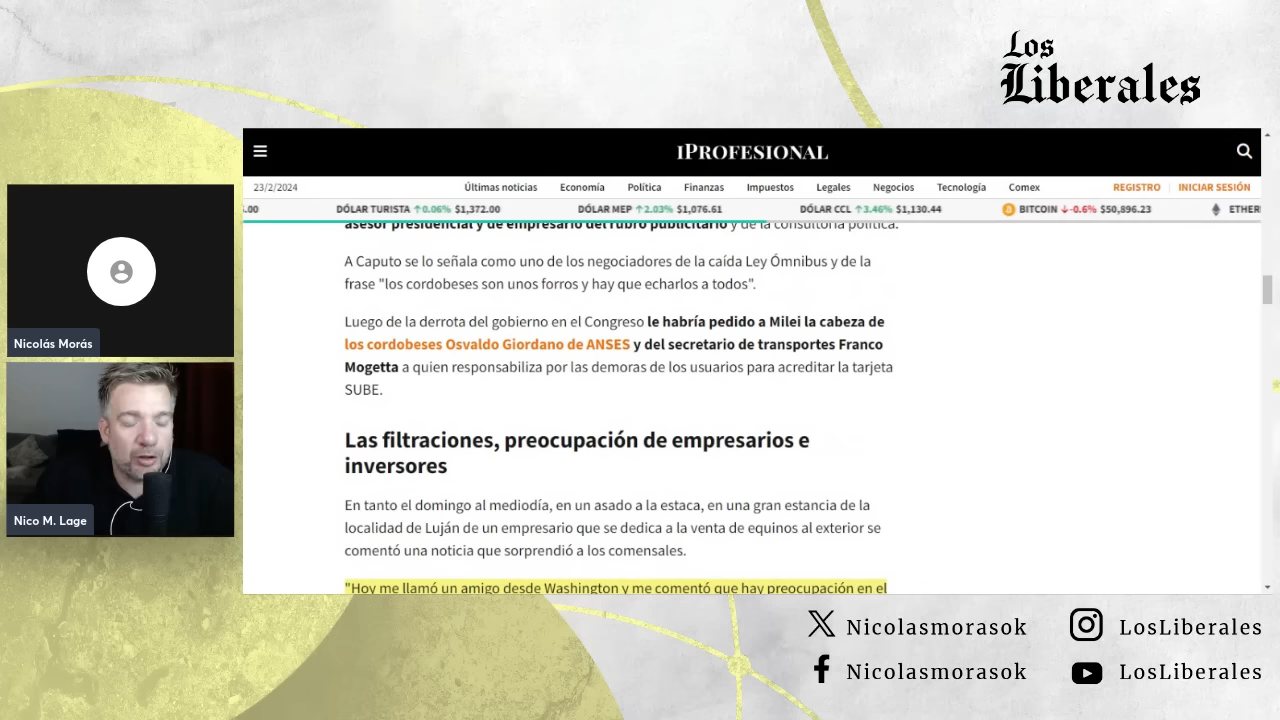 Los
Liberales
IPROFESIONAL
23/2/2024
Últimas noticias Economía Política Finanzas Impuestos Legales Negocios Tecnología Comex REGISTRO INICIAR SESIÓN
.00 DÓLAR TURISTA ↑0.06% $1,372.00 DÓLAR MEP ↑2.03% $1,076.61 DÓLAR CCL ↑3.46% $1,130.44 BITCOIN ↓-0.6% $50,896.23 ETHER
asesor presidencial y de empresario del rubro publicitario y de la consultoría política.
A Caputo se lo señala como uno de los negociadores de la caída Ley Ómnibus y de la
frase "los cordobeses son unos forros y hay que echarlos a todos".
Luego de la derrota del gobierno en el Congreso le habría pedido a Milei la cabeza de
los cordobeses Osvaldo Giordano de ANSES y del secretario de transportes Franco
Mogetta a quien responsabiliza por las demoras de los usuarios para acreditar la tarjeta
SUBE.
Las filtraciones, preocupación de empresarios e
inversores
En tanto el domingo al mediodía, en un asado a la estaca, en una gran estancia de la
localidad de Luján de un empresario que se dedica a la venta de equinos al exterior se
comentó una noticia que sorprendió a los comensales.
"Hoy me llamó un amigo desde Washington y me comentó que hay preocupación en el
Nicolás Morás
Nico M. Lage
Nicolasmorasok
LosLiberales
Nicolasmorasok
LosLiberales